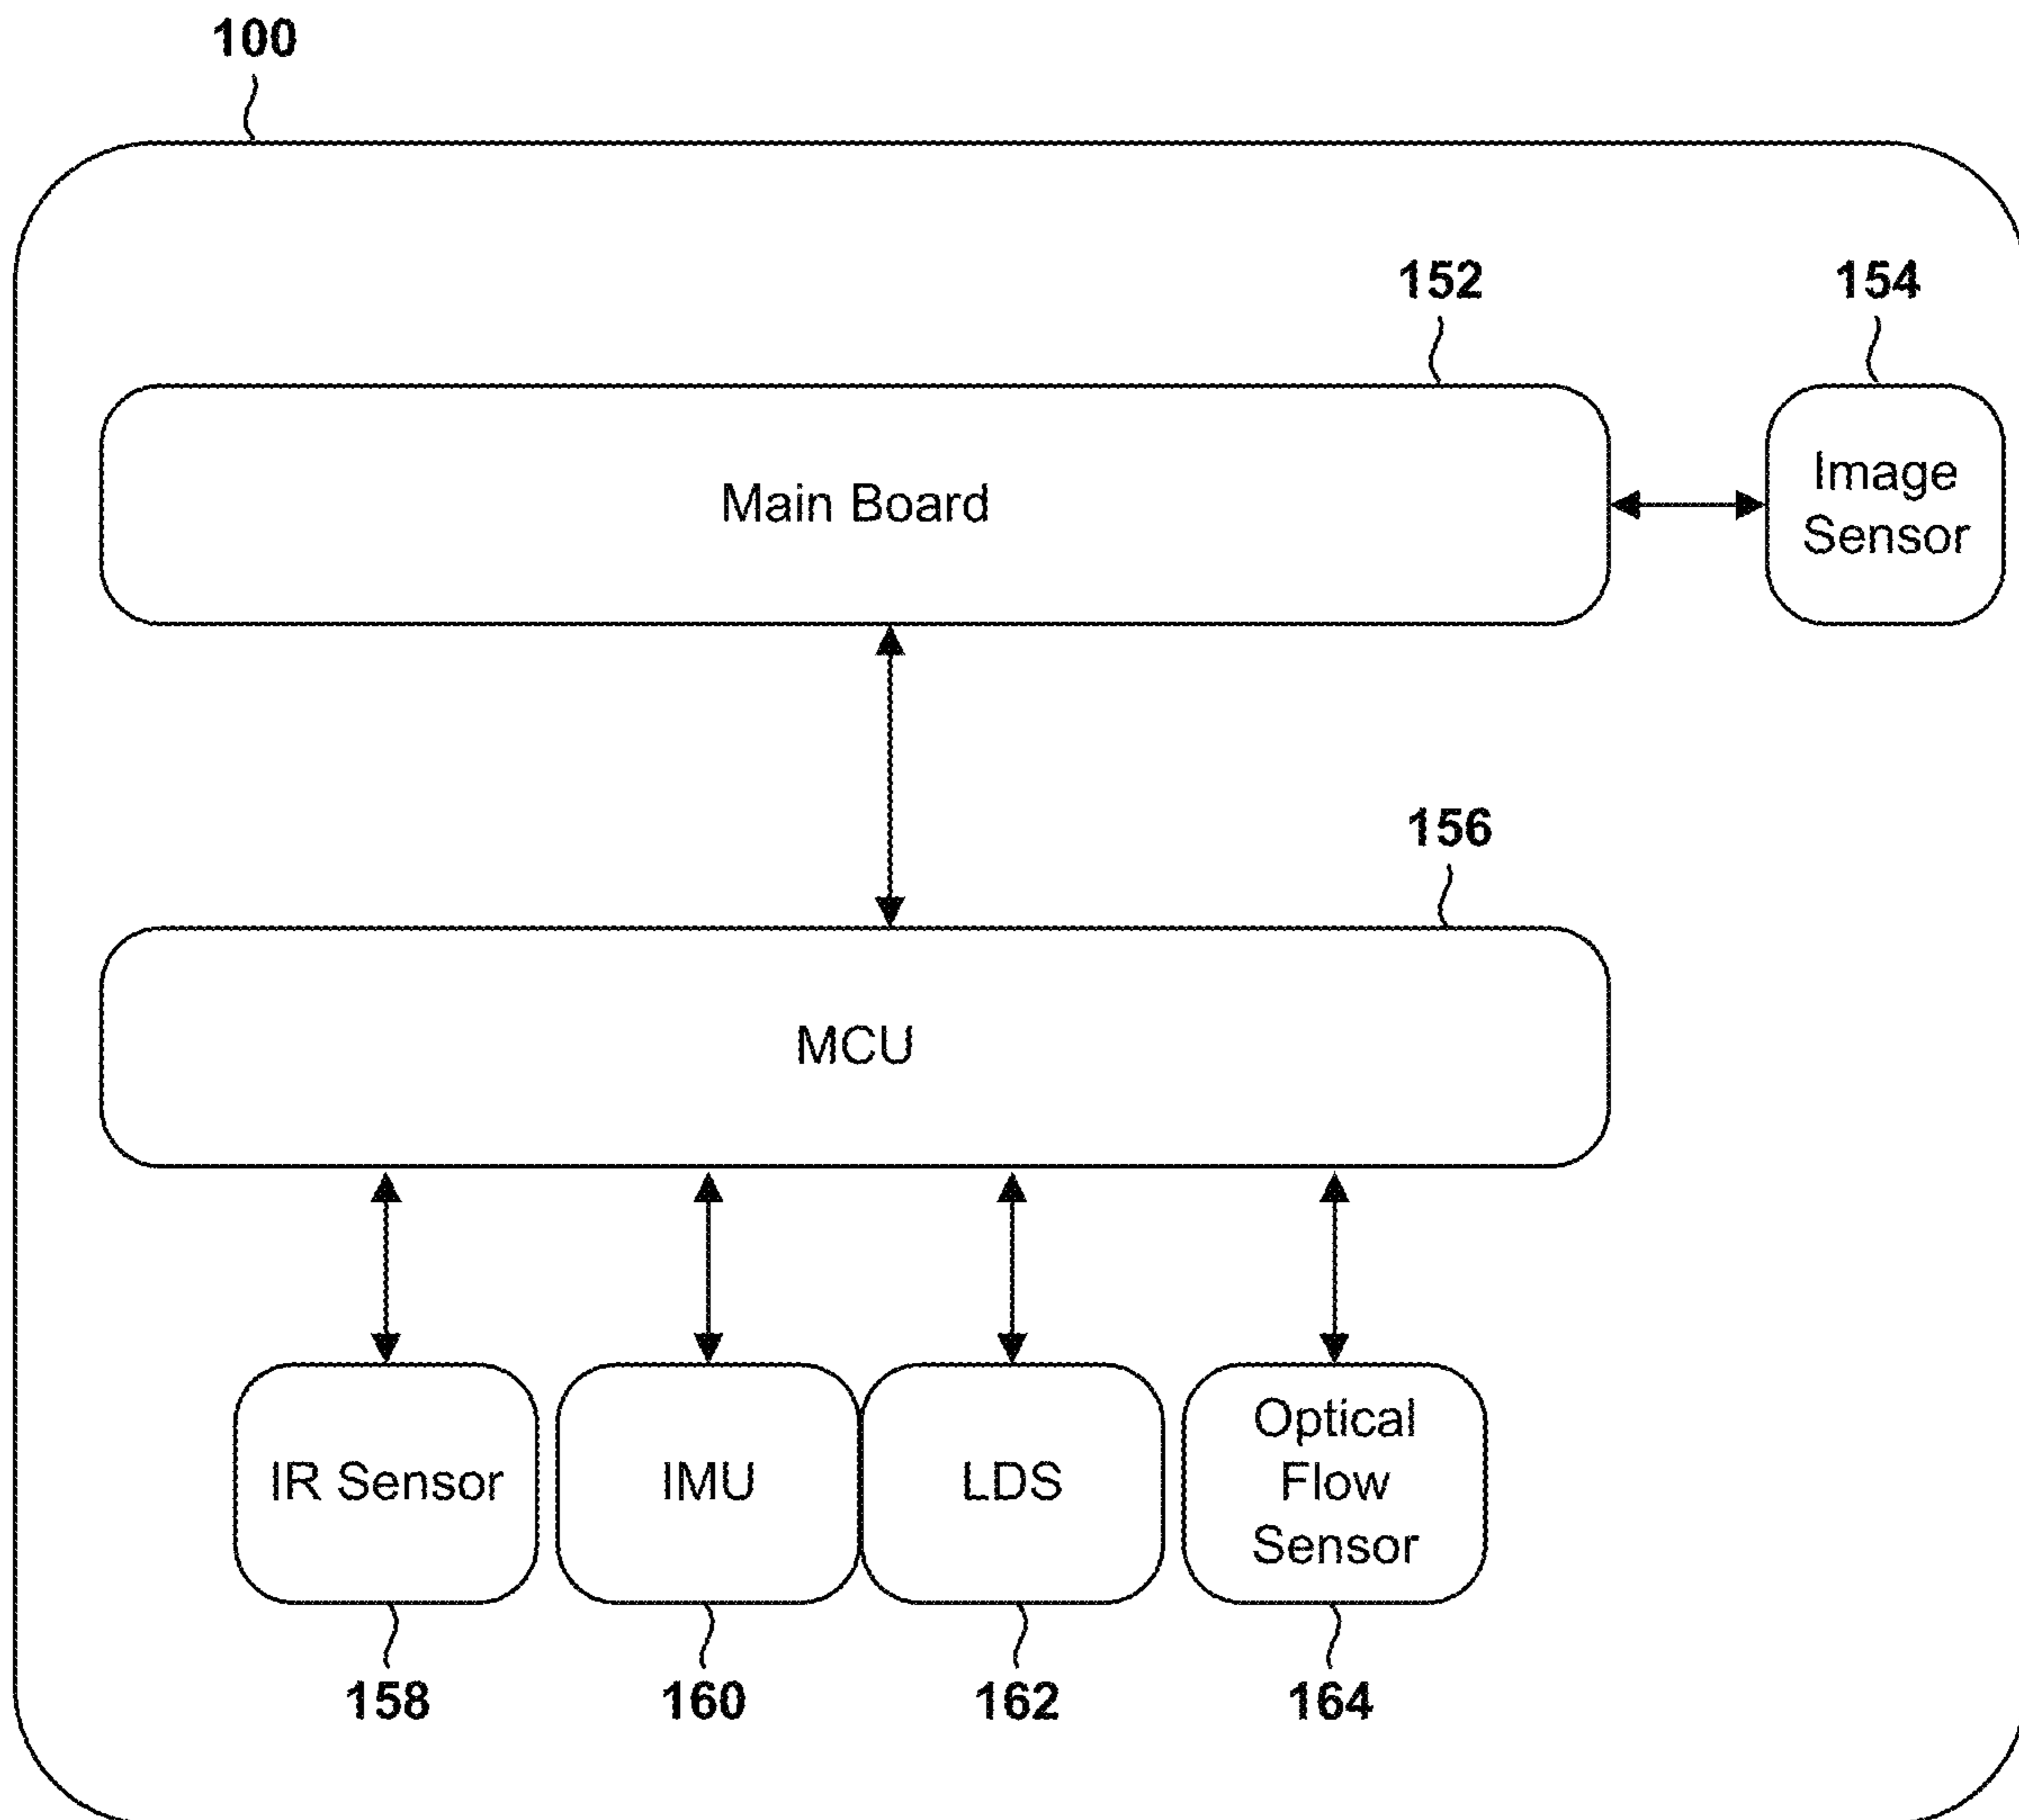 100
152
154
Main Board
Image
Sensor
156
MCU
IR Sensor
IMU
LDS
Optical
Flow
Sensor
158
160
162
164